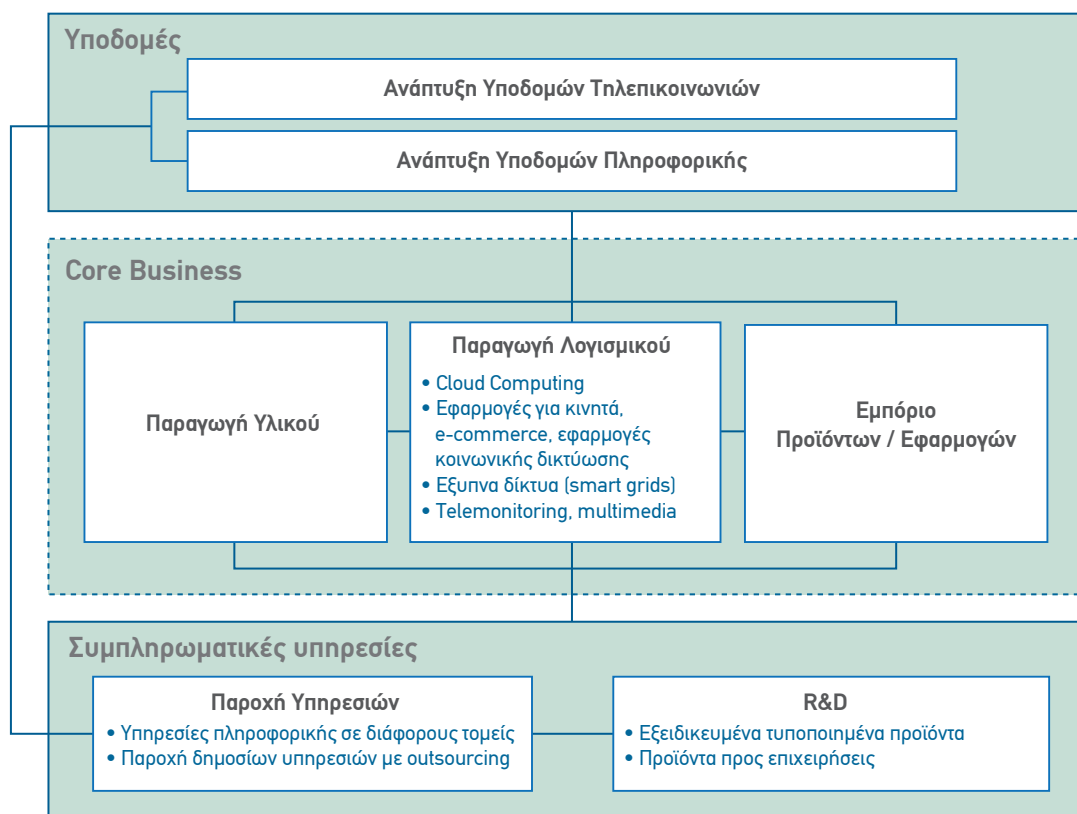 Υποδομές
Ανάπτυξη Υποδομών Τηλεπικοινωνιών
Ανάπτυξη Υποδομών Πληροφορικής
Core Business
Παραγωγή Υλικού
Παραγωγή Λογισμικού
• Cloud Computing
• Εφαρμογές για κινητά,
e-commerce, εφαρμογές
κοινωνικής δικτύωσης
• Εξυπνα δίκτυα (smart grids)
• Telemonitoring, multimedia
Εμπόριο
Προϊόντων / Εφαρμογών
Συμπληρωματικές υπηρεσίες
Παροχή Υπηρεσιών
• Υπηρεσίες πληροφορικής σε διάφορους τομείς
• Παροχή δημοσίων υπηρεσιών με outsourcing
R&D
• Εξειδικευμένα τυποποιημένα προϊόντα
• Προϊόντα προς επιχειρήσεις